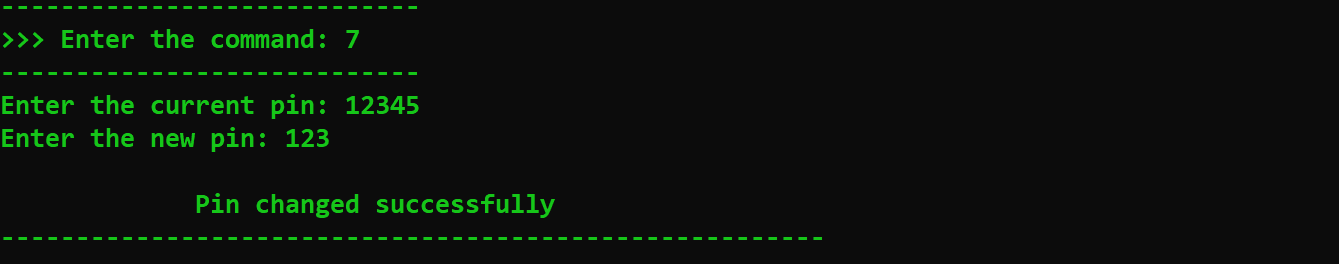 ----------------------------
>>> Enter the command: 7
----------------------------
Enter the current pin: 12345
Enter the new pin: 123
Pin changed successfully
-------------------------------------------------------